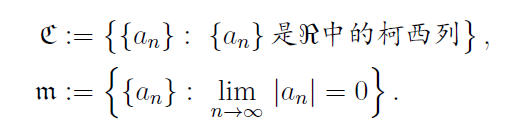 ℭ := { {aₙ} : {aₙ} 是ℜ中的柯西列 } ,
𝔪 := { {aₙ} : lim_{n→∞} |aₙ| = 0 } .